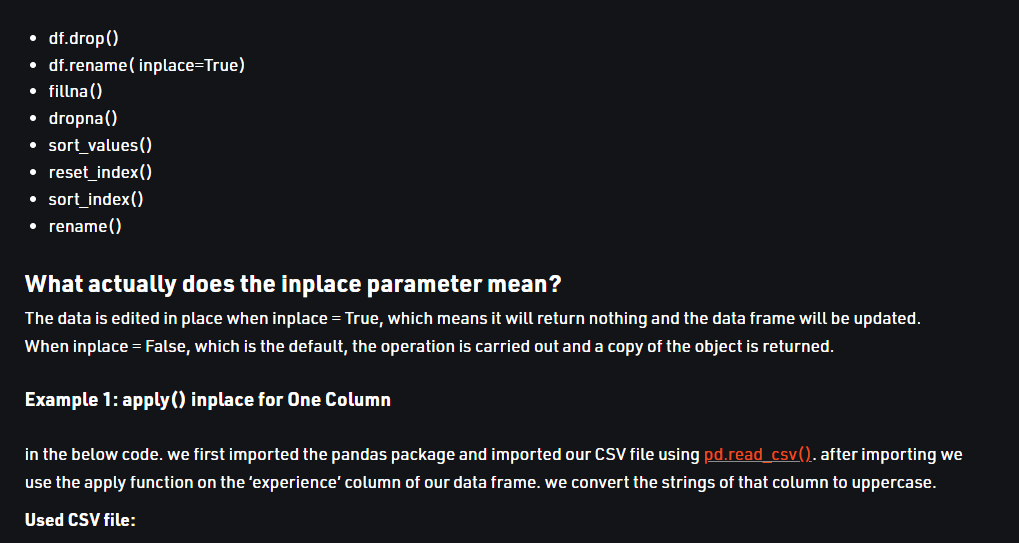 • df.drop()
• df.rename( inplace=True)
• fillna()
• dropna()
• sort_values()
• reset_index()
• sort_index()
• rename()
What actually does the inplace parameter mean?
The data is edited in place when inplace = True, which means it will return nothing and the data frame will be updated.
When inplace = False, which is the default, the operation is carried out and a copy of the object is returned.
Example 1: apply() inplace for One Column
in the below code. we first imported the pandas package and imported our CSV file using pd.read_csv(). after importing we
use the apply function on the ‘experience’ column of our data frame. we convert the strings of that column to uppercase.
Used CSV file: